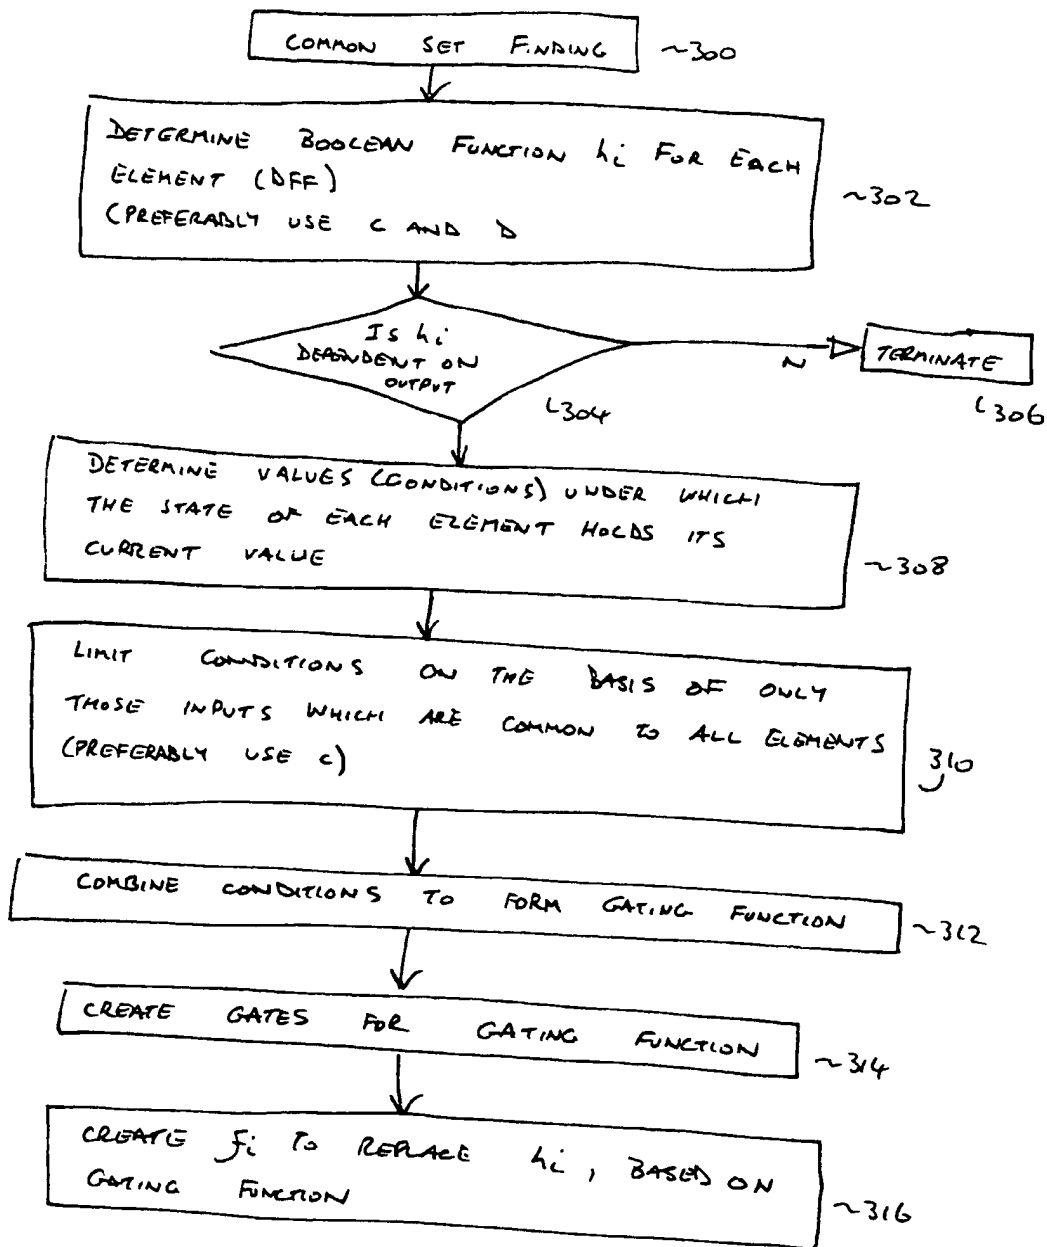 COMMON SET FINDING ~300
DETERMINE BOOLEAN FUNCTION hi FOR EACH
ELEMENT (DFF)
(PREFERABLY USE C AND D
~302
Is hi
DEPENDENT ON
OUTPUT
304
N
TERMINATE
306
DETERMINE VALUES (CONDITIONS) UNDER WHICH
THE STATE OF EACH ELEMENT HOLDS ITS
CURRENT VALUE
~308
LIMIT CONDITIONS ON THE BASIS OF ONLY
THOSE INPUTS WHICH ARE COMMON TO ALL ELEMENTS
(PREFERABLY USE C)
310
COMBINE CONDITIONS TO FORM GATING FUNCTION
~312
CREATE GATES FOR GATING FUNCTION
~314
CREATE fi TO REPLACE hi, BASED ON
GATING FUNCTION
~316